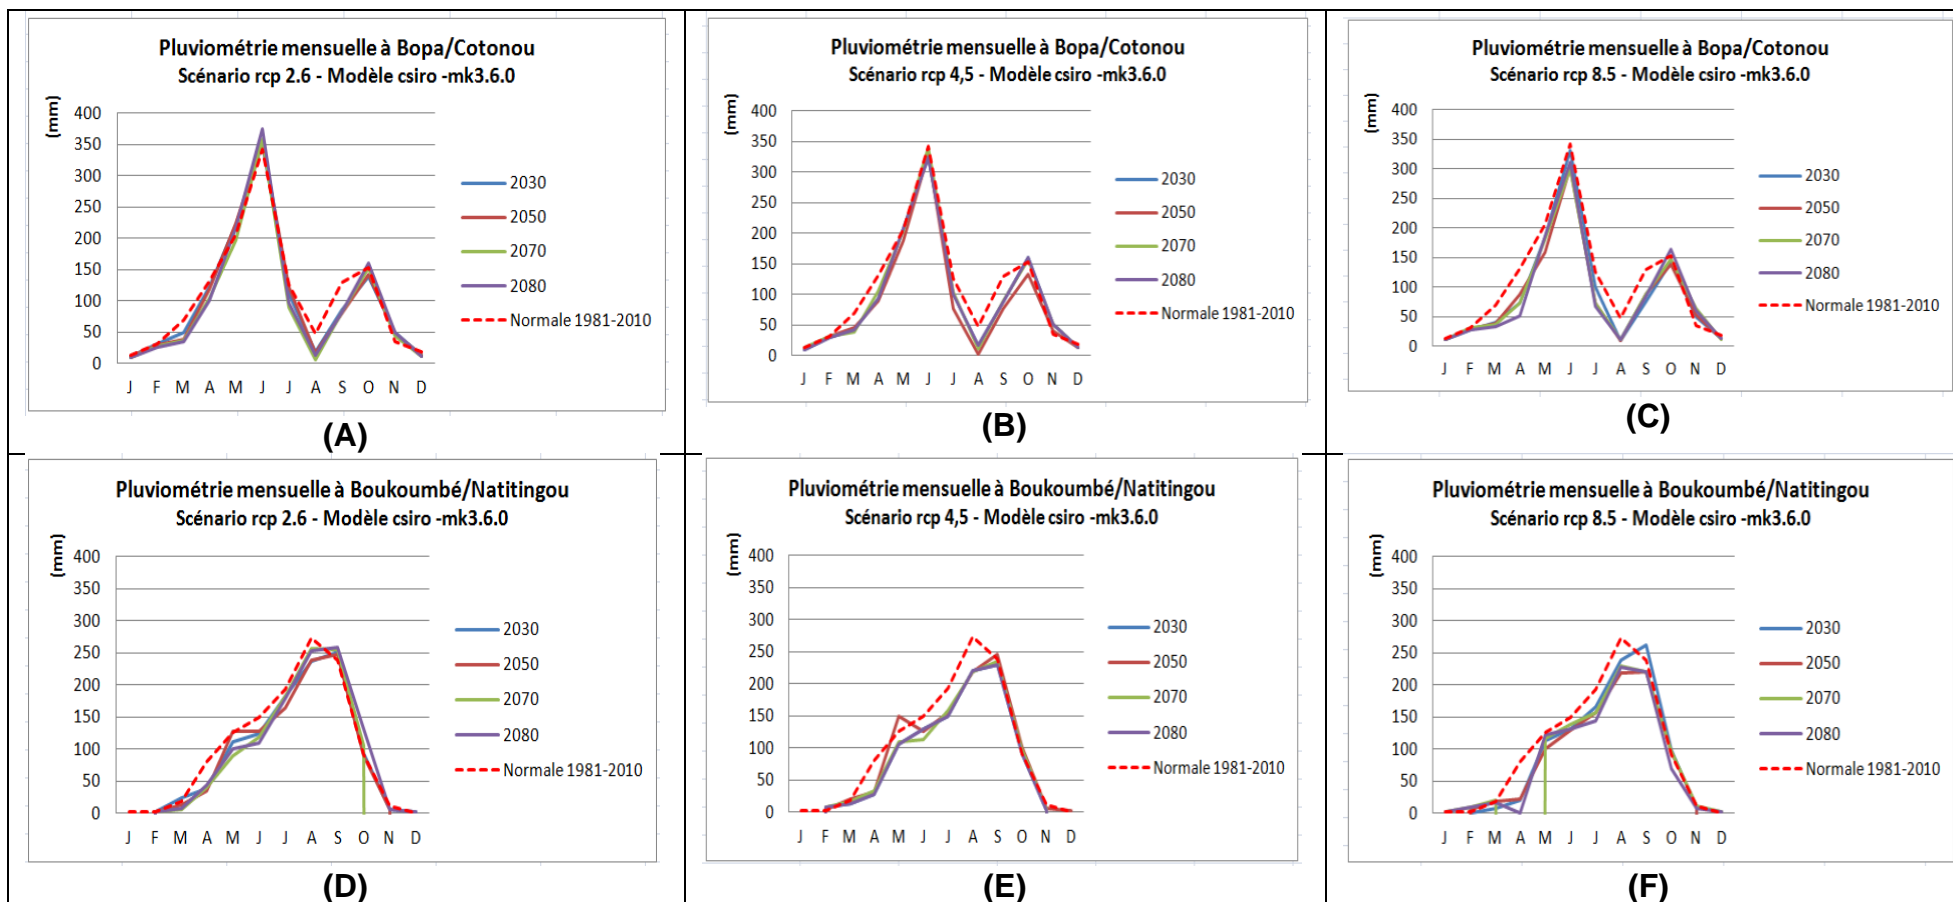 Pluviométrie mensuelle à Bopa/Cotonou
Scénario rcp 2.6 - Modèle csiro -mk3.6.0
(mm)
400
350
300
250
200
150
100
50
0
J F M A M J J A S O N D
2030
2050
2070
2080
Normale 1981-2010
(A)
Pluviométrie mensuelle à Bopa/Cotonou
Scénario rcp 4,5 - Modèle csiro -mk3.6.0
(mm)
400
350
300
250
200
150
100
50
0
J F M A M J J A S O N D
2030
2050
2070
2080
Normale 1981-2010
(B)
Pluviométrie mensuelle à Bopa/Cotonou
Scénario rcp 8.5 - Modèle csiro -mk3.6.0
(mm)
400
350
300
250
200
150
100
50
0
J F M A M J J A S O N D
2030
2050
2070
2080
Normale 1981-2010
(C)
Pluviométrie mensuelle à Boukoumbé/Natitingou
Scénario rcp 2.6 - Modèle csiro -mk3.6.0
(mm)
400
350
300
250
200
150
100
50
0
J F M A M J J A S O N D
2030
2050
2070
2080
Normale 1981-2010
(D)
Pluviométrie mensuelle à Boukoumbé/Natitingou
Scénario rcp 4,5 - Modèle csiro -mk3.6.0
(mm)
400
350
300
250
200
150
100
50
0
J F M A M J J A S O N D
2030
2050
2070
2080
Normale 1981-2010
(E)
Pluviométrie mensuelle à Boukoumbé/Natitingou
Scénario rcp 8.5 - Modèle csiro -mk3.6.0
(mm)
400
350
300
250
200
150
100
50
0
J F M A M J J A S O N D
2030
2050
2070
2080
Normale 1981-2010
(F)